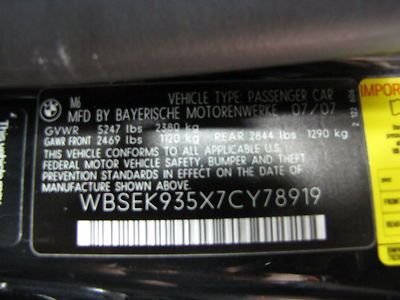 M6
VEHICLE TYPE: PASSENGER CAR
MFD BY BAYERISCHE MOTORENWERKE 07/07
GVWR 5247 lbs 2380 kg
GAWR FRONT 2469 lbs 1120 kg REAR 2844 lbs 1290 kg
THIS VEHICLE CONFORMS TO ALL APPLICABLE
U.S. FEDERAL MOTOR VEHICLE SAFETY,
BUMPER AND THEFT PREVENTION STANDARDS
IN EFFECT ON THE DATE OF
MANUFACTURE SHOWN ABOVE.
WBSEK935X7CY78919
This vehicle
IMPOR